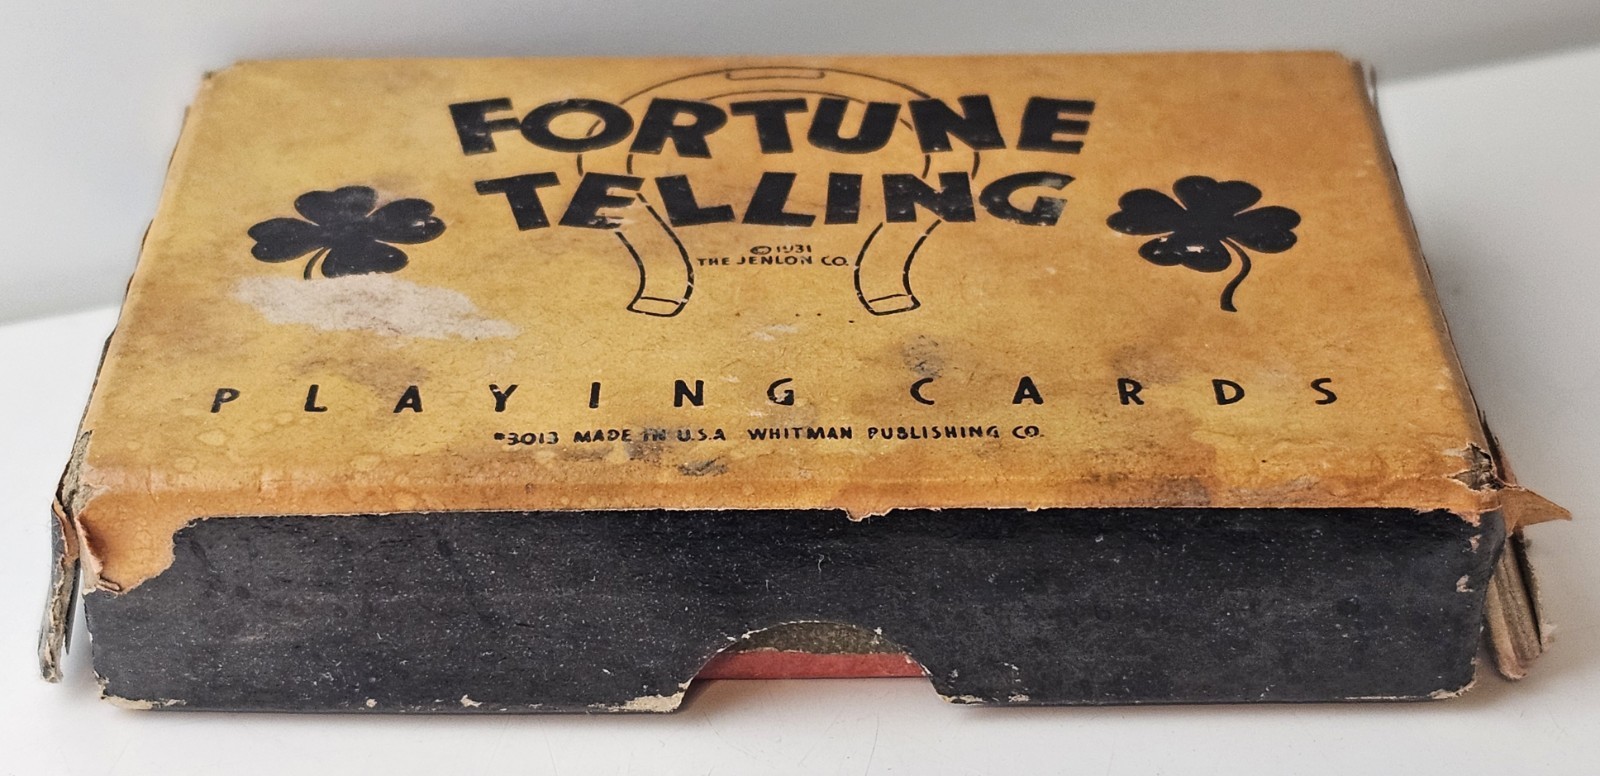 FORTUNE
TELLING
© 1931
THE JENLON CO.
PLAYING CARDS
#3013 MADE IN U.S.A WHITMAN PUBLISHING CO.